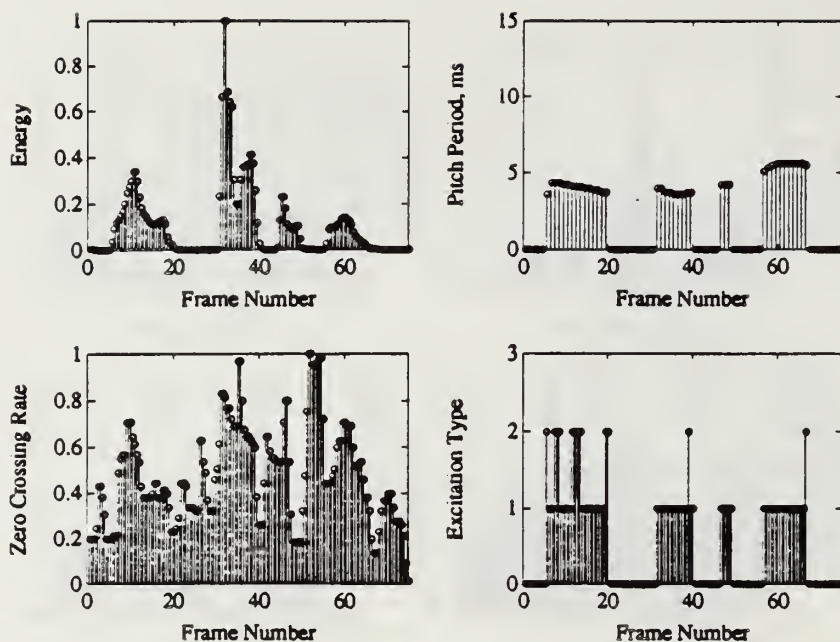 1
0.8
0.6
0.4
0.2
0
0 20 40 60
Energy
Frame Number
15
10
5
0
0 20 40 60
Pitch Period, ms
Frame Number
1
0.8
0.6
0.4
0.2
0
0 20 40 60
Zero Crossing Rate
Frame Number
3
2
1
0
0 20 40 60
Excitation Type
Frame Number